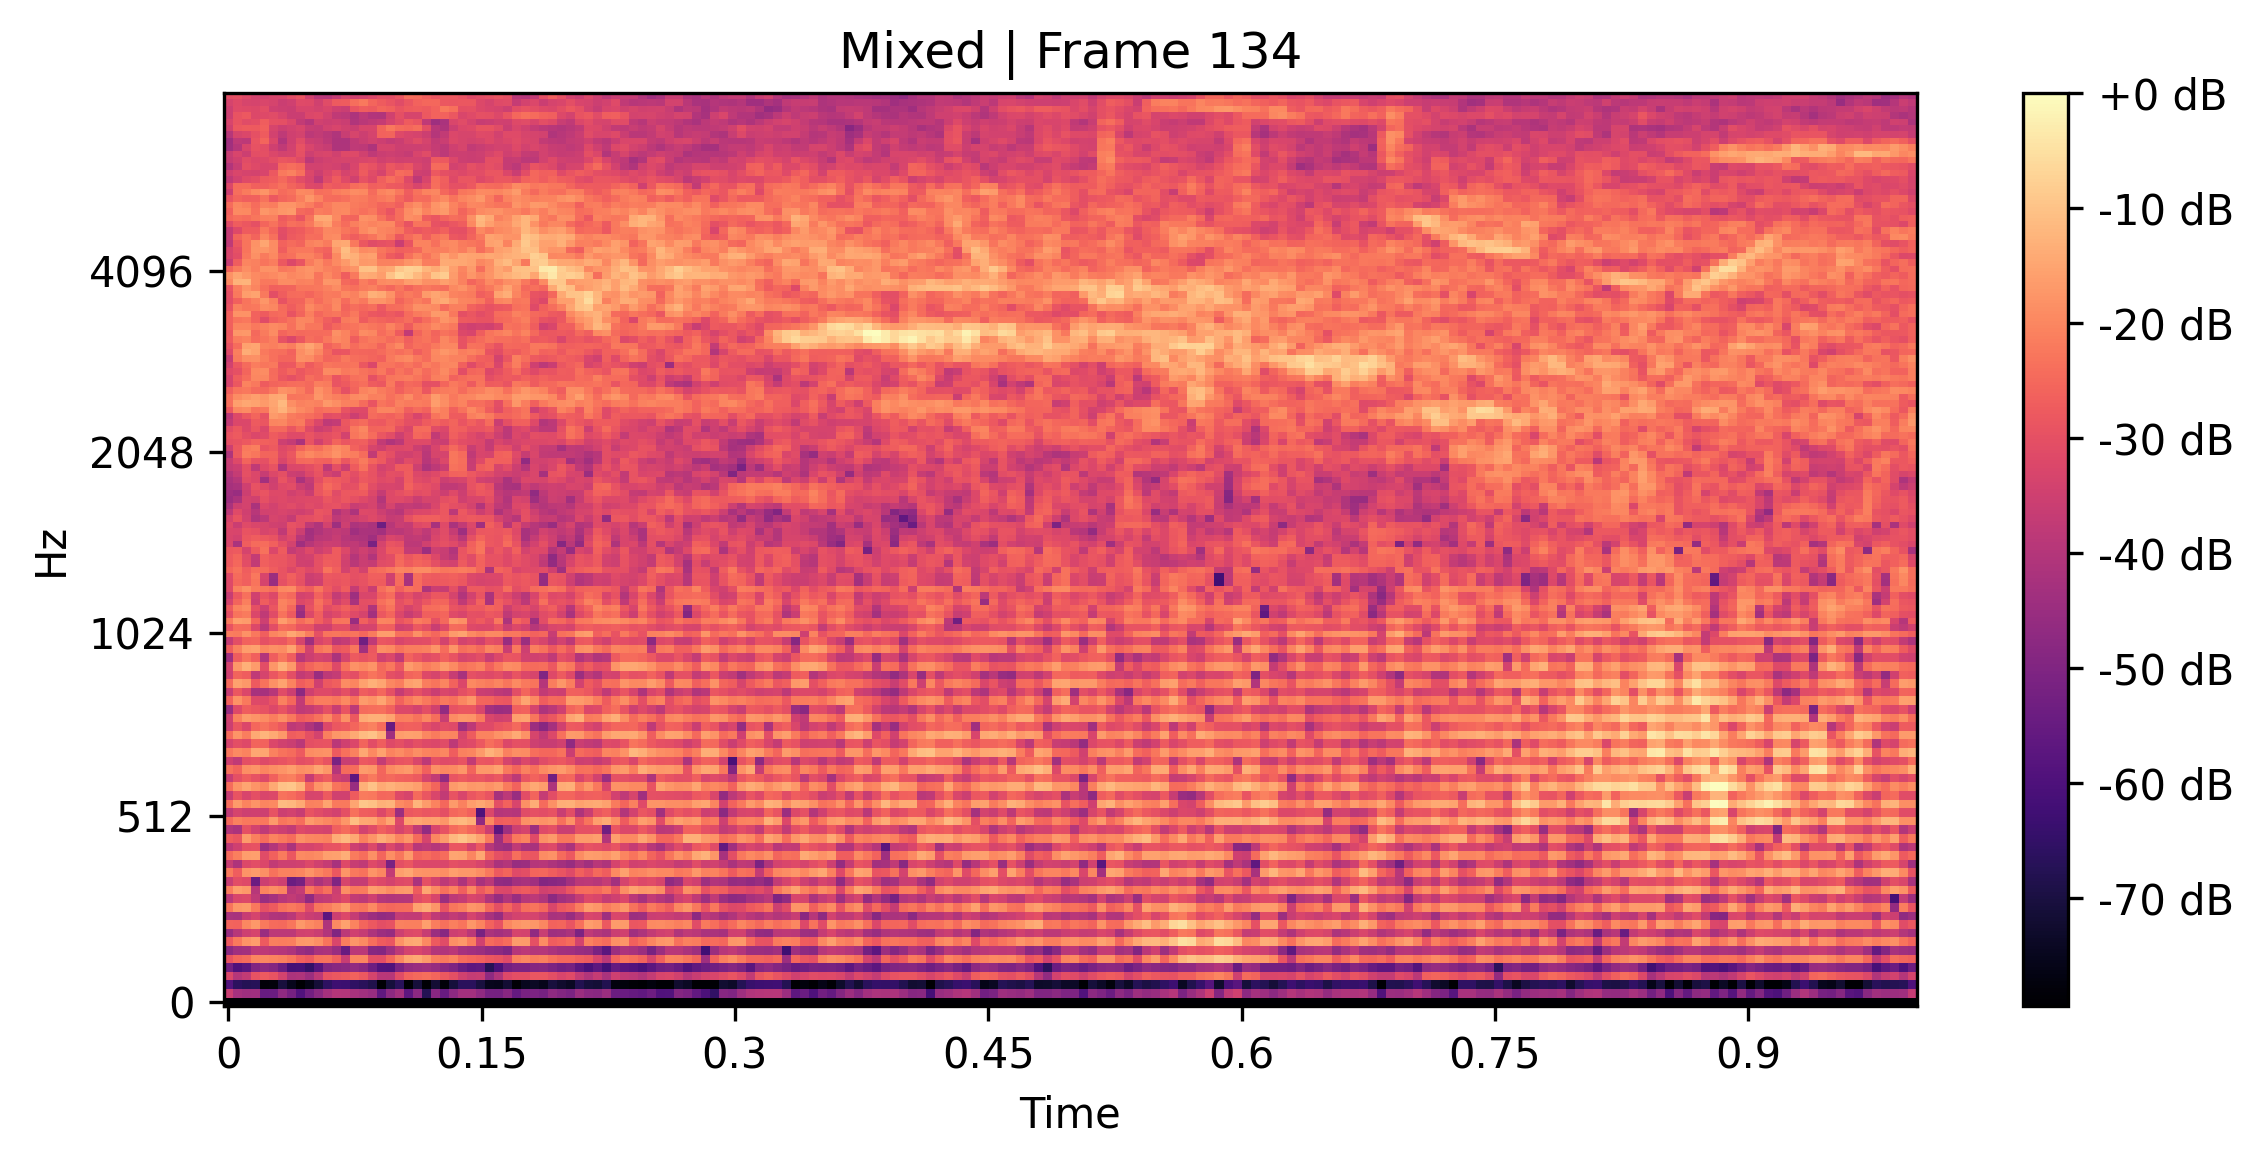 Mixed | Frame 134
+0 dB
-10 dB
-20 dB
-30 dB
-40 dB
-50 dB
-60 dB
-70 dB
Hz
4096
2048
1024
512
0
0 0.15 0.3 0.45 0.6 0.75 0.9
Time